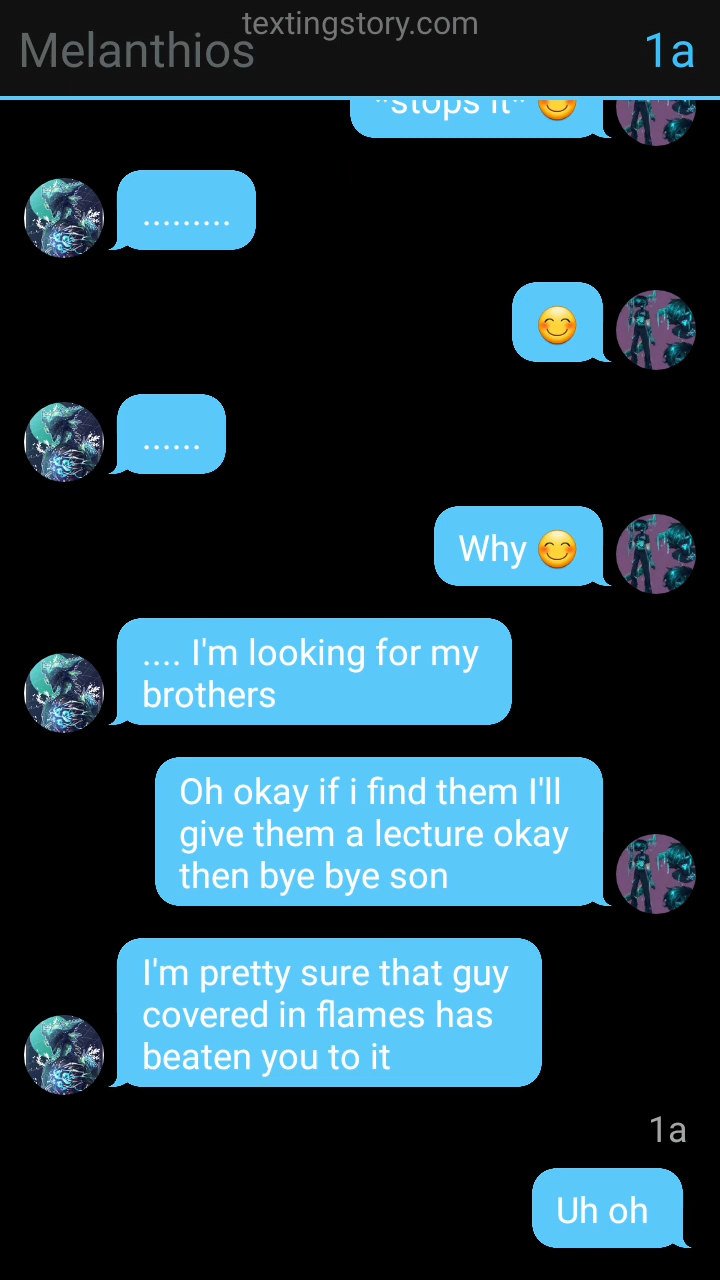 textingstory.com
Melanthios
1a
"stops it" 😊
.........
😊
......
Why 😊
.... I'm looking for my
brothers
Oh okay if i find them I'll
give them a lecture okay
then bye bye son
I'm pretty sure that guy
covered in flames has
beaten you to it
1a
Uh oh